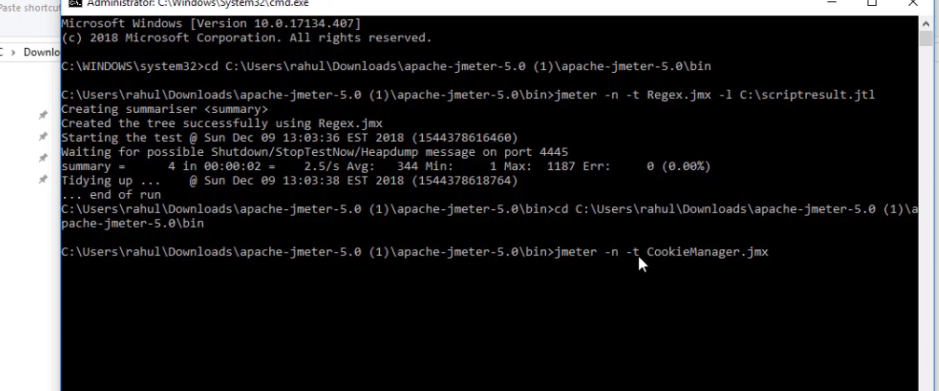 Paste shortcut
Administrator: C:\Windows\System32\cmd.exe
Microsoft Windows [Version 10.0.17134.407]
(c) 2018 Microsoft Corporation. All rights reserved.
C > Downlo
C:\WINDOWS\system32>cd C:\Users\rahul\Downloads\apache-jmeter-5.0 (1)\apache-jmeter-5.0\bin
C:\Users\rahul\Downloads\apache-jmeter-5.0 (1)\apache-jmeter-5.0\bin>jmeter -n -t Regex.jmx -l C:\scriptresult.jtl
Creating summariser <summary>
Created the tree successfully using Regex.jmx
Starting the test @ Sun Dec 09 13:03:36 EST 2018 (1544378616460)
Waiting for possible Shutdown/StopTestNow/Heapdump message on port 4445
summary =      4 in 00:00:02 =    2.5/s Avg:   344 Min:     1 Max:  1187 Err:     0 (0.00%)
Tidying up ...    @ Sun Dec 09 13:03:38 EST 2018 (1544378618764)
... end of run
C:\Users\rahul\Downloads\apache-jmeter-5.0 (1)\apache-jmeter-5.0\bin>cd C:\Users\rahul\Downloads\apache-jmeter-5.0 (1)\a
pache-jmeter-5.0\bin
C:\Users\rahul\Downloads\apache-jmeter-5.0 (1)\apache-jmeter-5.0\bin>jmeter -n -t CookieManager.jmx